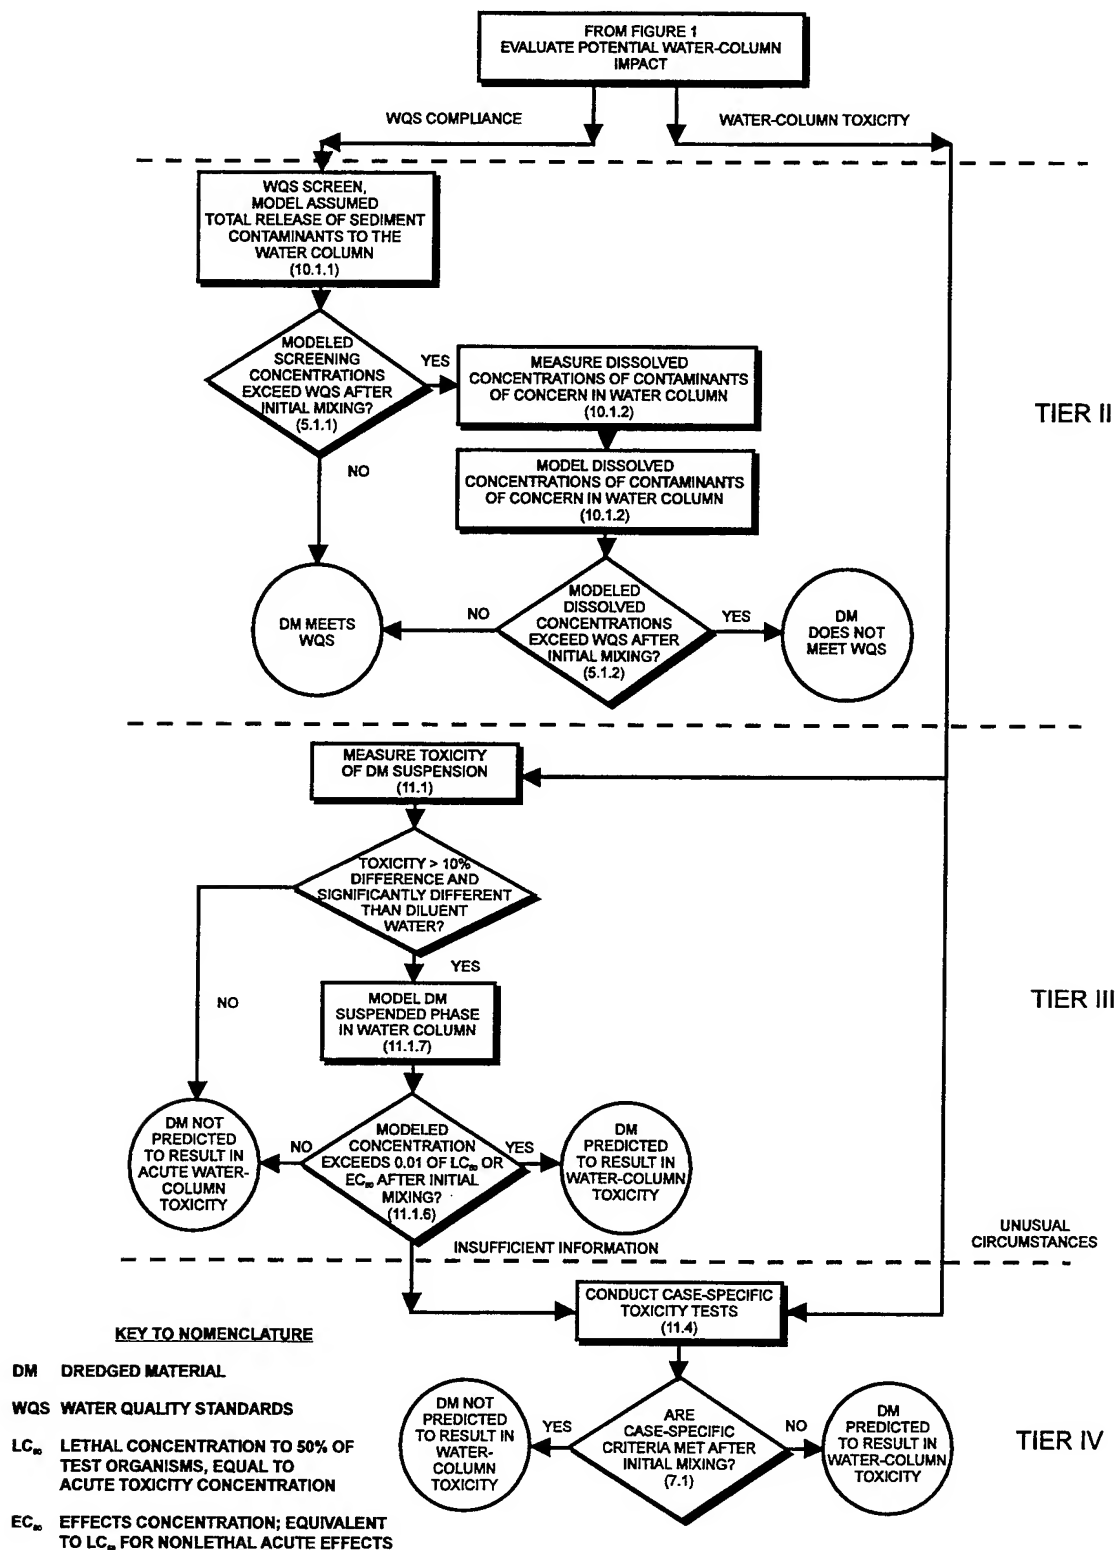 FROM FIGURE 1
EVALUATE POTENTIAL WATER-COLUMN
IMPACT
WQS COMPLIANCE
WATER-COLUMN TOXICITY
WQS SCREEN,
MODEL ASSUMED
TOTAL RELEASE OF SEDIMENT
CONTAMINANTS TO THE
WATER COLUMN
(10.1.1)
MODELED
SCREENING
CONCENTRATIONS
EXCEED WQS AFTER
INITIAL MIXING?
(5.1.1)
YES
NO
MEASURE DISSOLVED
CONCENTRATIONS OF CONTAMINANTS
OF CONCERN IN WATER COLUMN
(10.1.2)
MODEL DISSOLVED
CONCENTRATIONS OF CONTAMINANTS
OF CONCERN IN WATER COLUMN
(10.1.2)
TIER II
DM MEETS
WQS
NO
MODELED
DISSOLVED
CONCENTRATIONS
EXCEED WQS AFTER
INITIAL MIXING?
(5.1.2)
YES
DM
DOES NOT
MEET WQS
MEASURE TOXICITY
OF DM SUSPENSION
(11.1)
TOXICITY > 10%
DIFFERENCE AND
SIGNIFICANTLY DIFFERENT
THAN DILUENT
WATER?
YES
NO
MODEL DM
SUSPENDED PHASE
IN WATER COLUMN
(11.1.7)
TIER III
DM NOT
PREDICTED
TO RESULT IN
ACUTE WATER-
COLUMN
TOXICITY
NO
MODELED
CONCENTRATION
EXCEEDS 0.01 OF LC₅₀ OR
EC₅₀ AFTER INITIAL
MIXING?
(11.1.6)
YES
DM
PREDICTED
TO RESULT IN
WATER-COLUMN
TOXICITY
INSUFFICIENT INFORMATION
UNUSUAL
CIRCUMSTANCES
CONDUCT CASE-SPECIFIC
TOXICITY TESTS
(11.4)
DM NOT
PREDICTED
TO RESULT IN
WATER-
COLUMN
TOXICITY
YES
ARE
CASE-SPECIFIC
CRITERIA MET AFTER
INITIAL MIXING?
(7.1)
NO
DM
PREDICTED
TO RESULT IN
WATER-COLUMN
TOXICITY
TIER IV
KEY TO NOMENCLATURE
DM DREDGED MATERIAL
WQS WATER QUALITY STANDARDS
LC₅₀ LETHAL CONCENTRATION TO 50% OF
TEST ORGANISMS, EQUAL TO
ACUTE TOXICITY CONCENTRATION
EC₅₀ EFFECTS CONCENTRATION; EQUIVALENT
TO LC₅₀ FOR NONLETHAL ACUTE EFFECTS